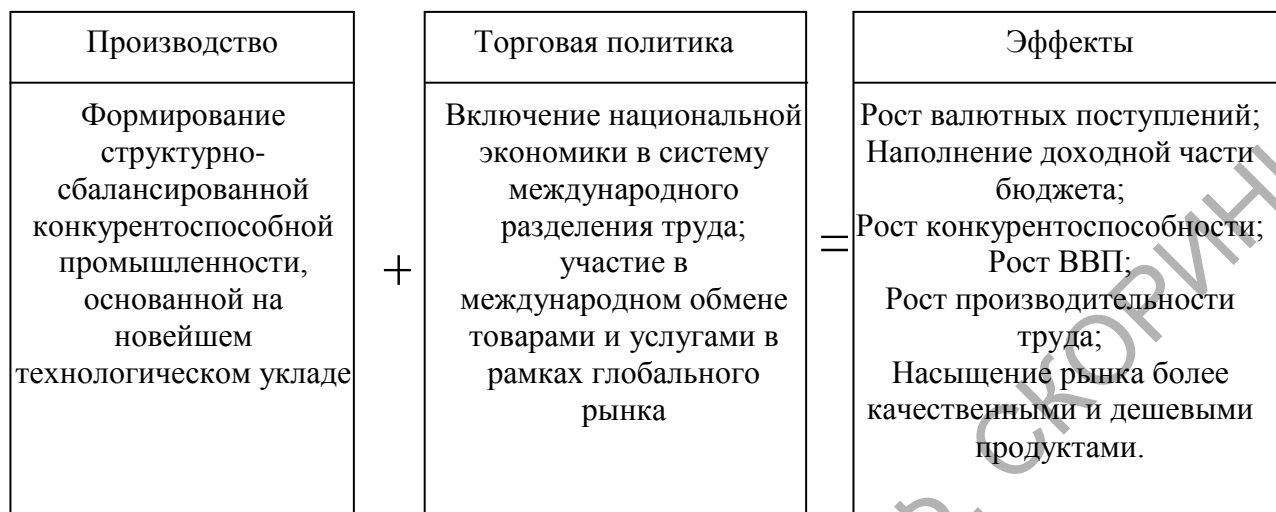 Производство
Формирование
структурно-
сбалансированной
конкурентоспособной
промышленности,
основанной на
новейшем
технологическом укладе
+
Торговая политика
Включение национальной
экономики в систему
международного
разделения труда;
участие в
международном обмене
товарами и услугами в
рамках глобального
рынка
=
Эффекты
Рост валютных поступлений;
Наполнение доходной части
бюджета;
Рост конкурентоспособности;
Рост ВВП;
Рост производительности
труда;
Насыщение рынка более
качественными и дешевыми
продуктами.
СКОРИН